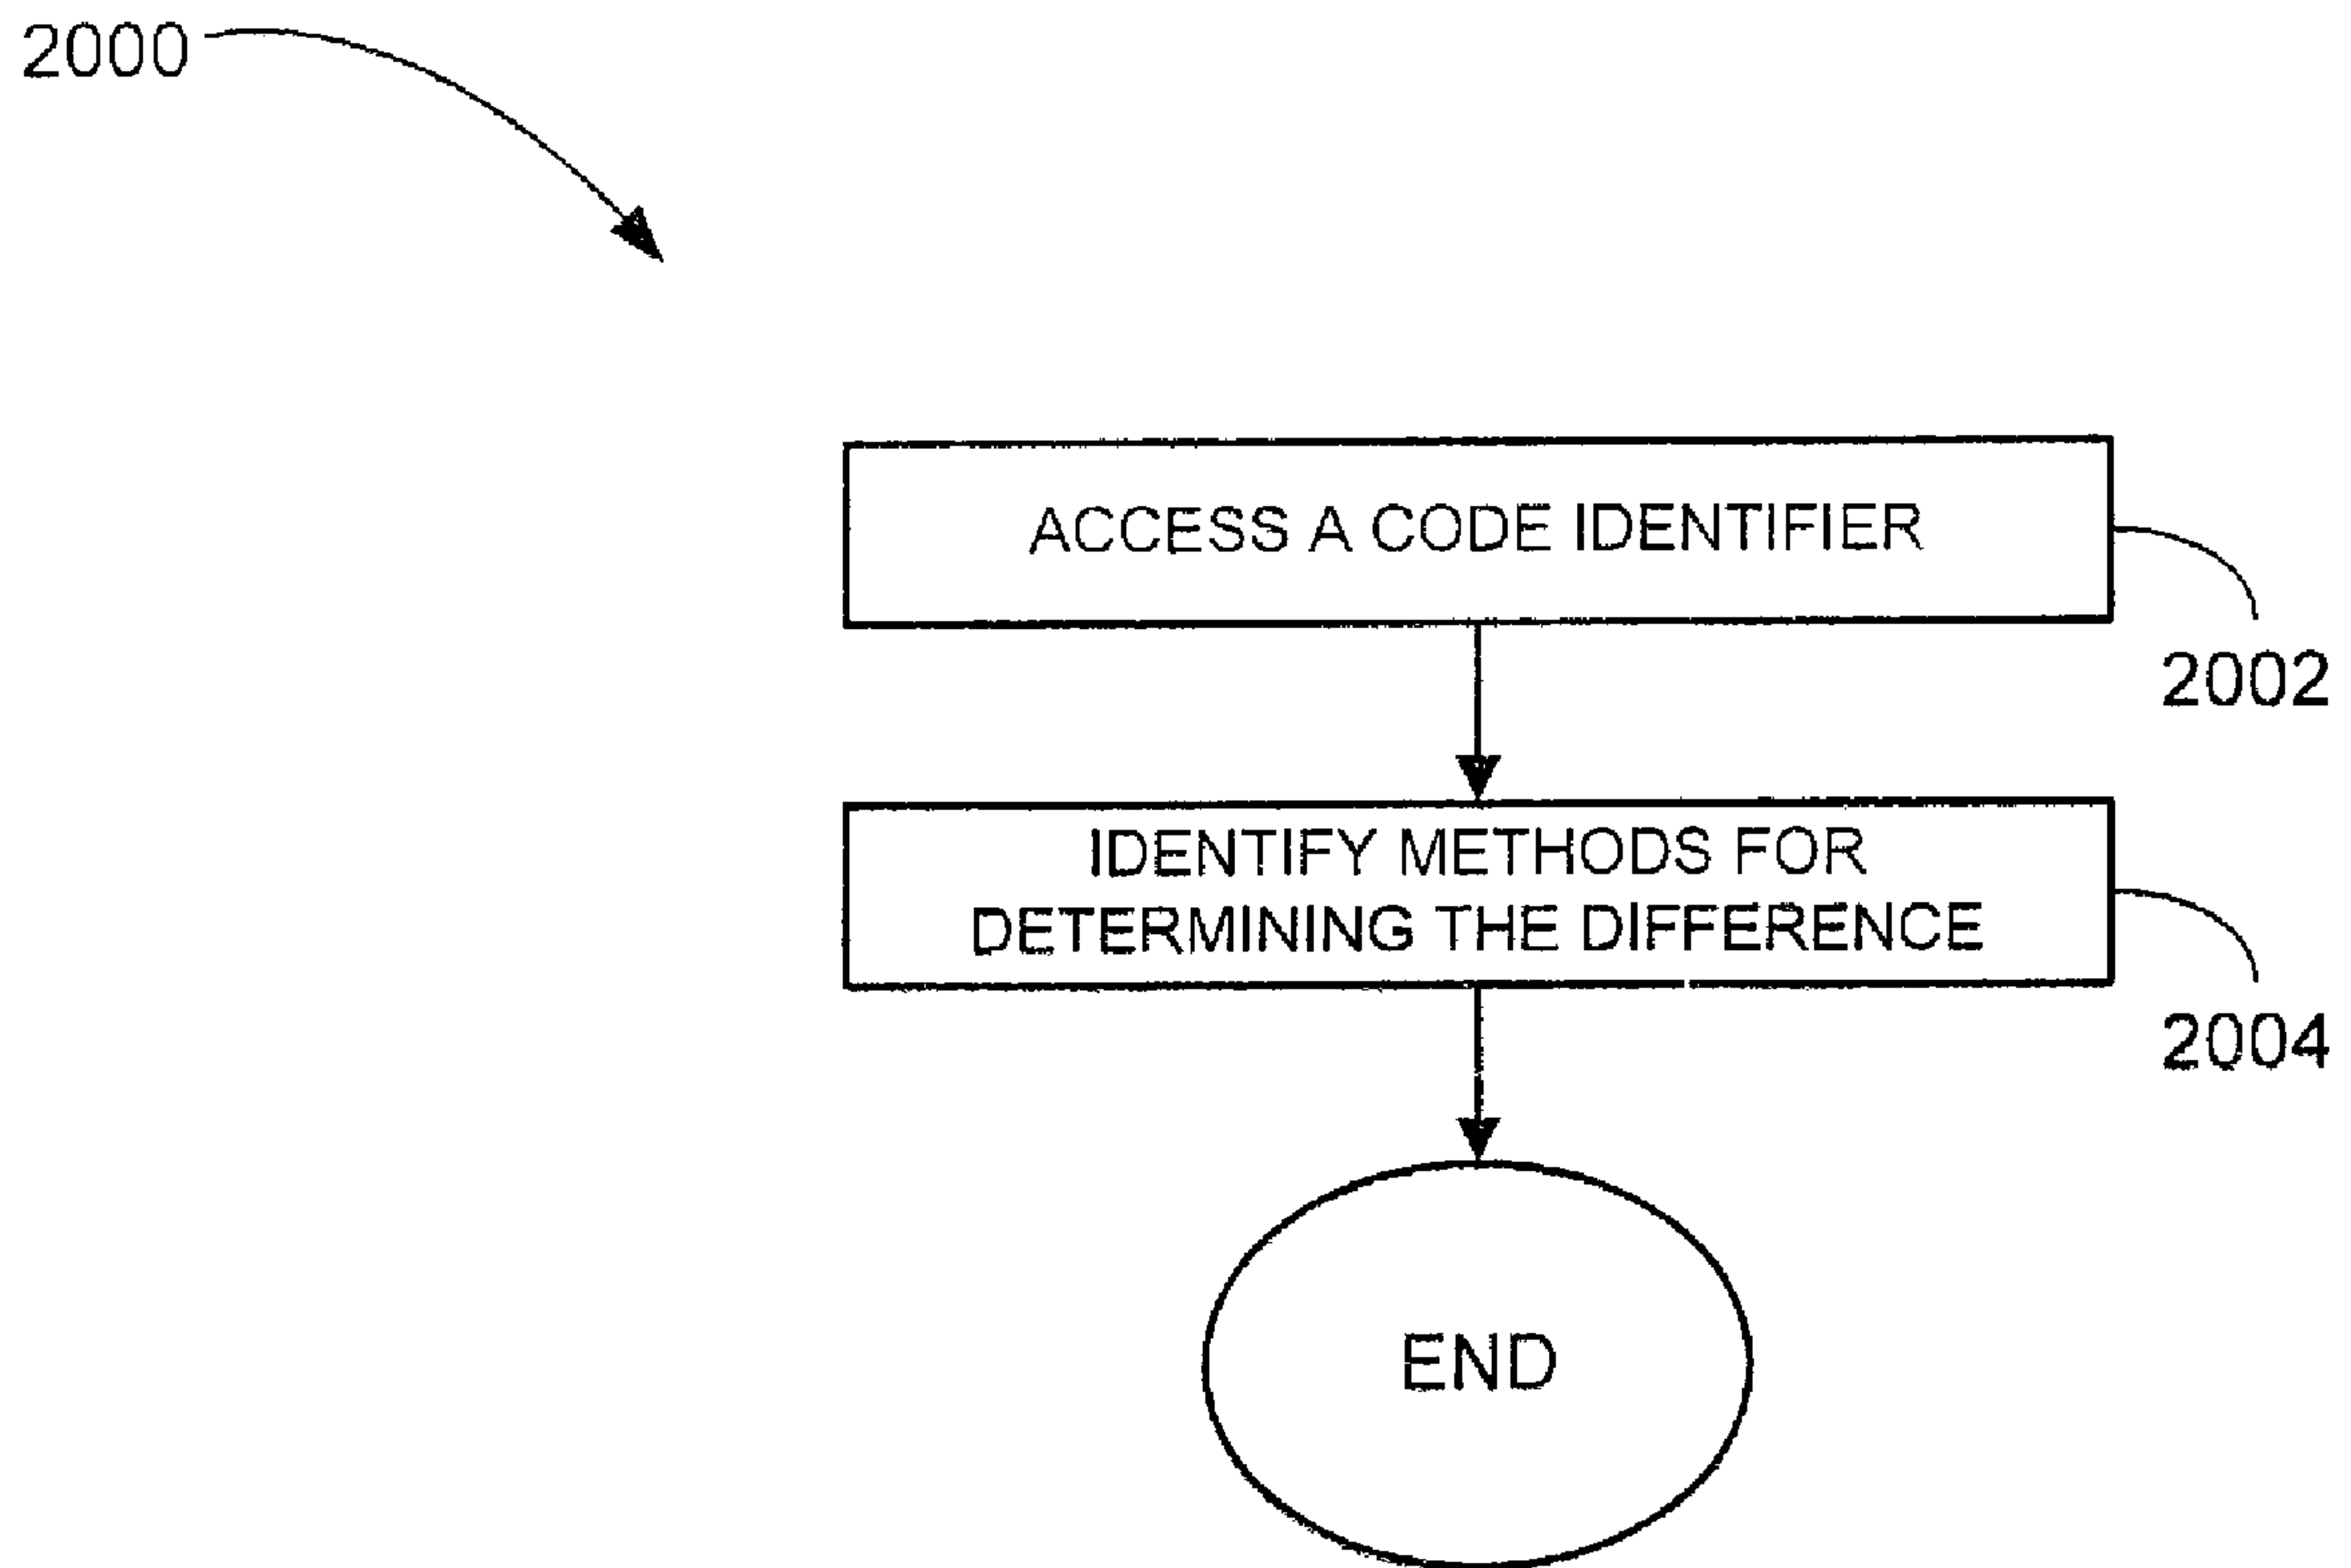 2000
ACCESS A CODE IDENTIFIER
2002
IDENTIFY METHODS FOR
DETERMINING THE DIFFERENCE
2004
END